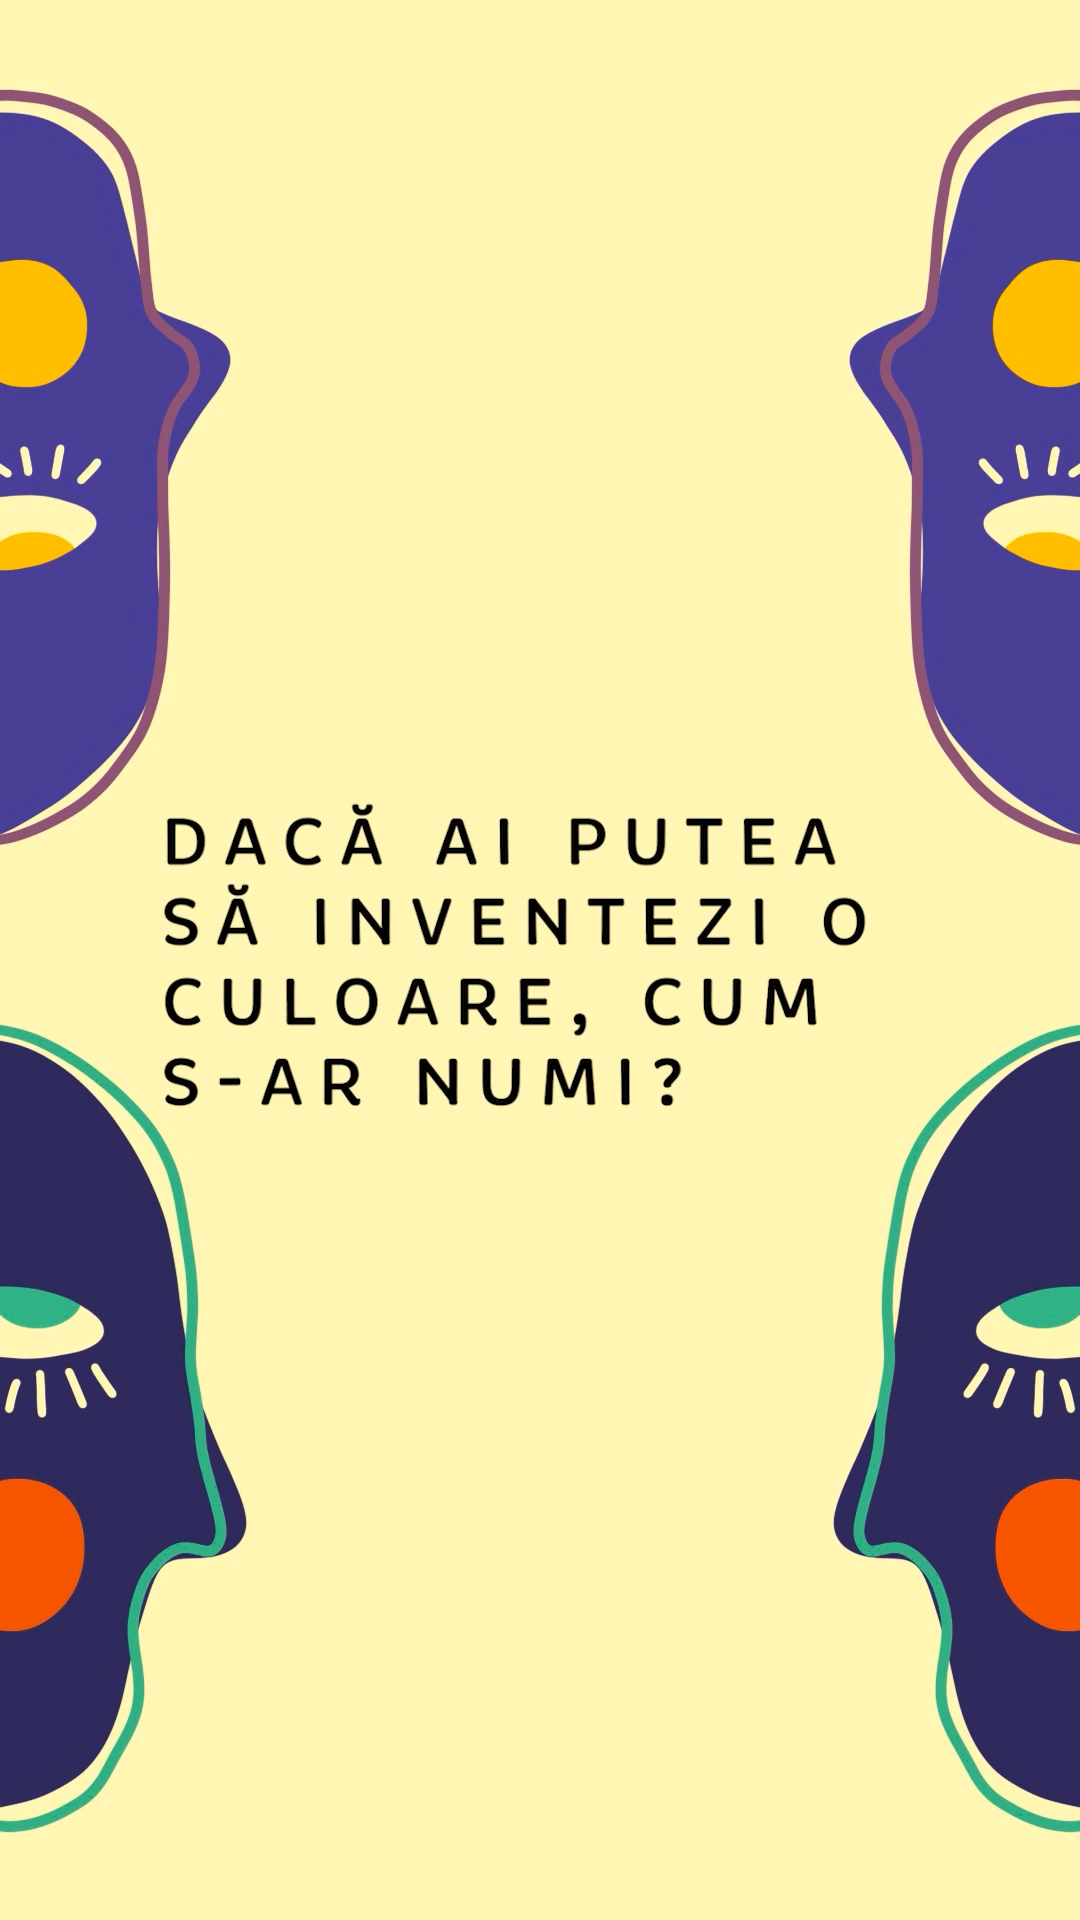 DACĂ AI PUTEA
SĂ INVENTEZI O
CULOARE, CUM
S-AR NUMI?